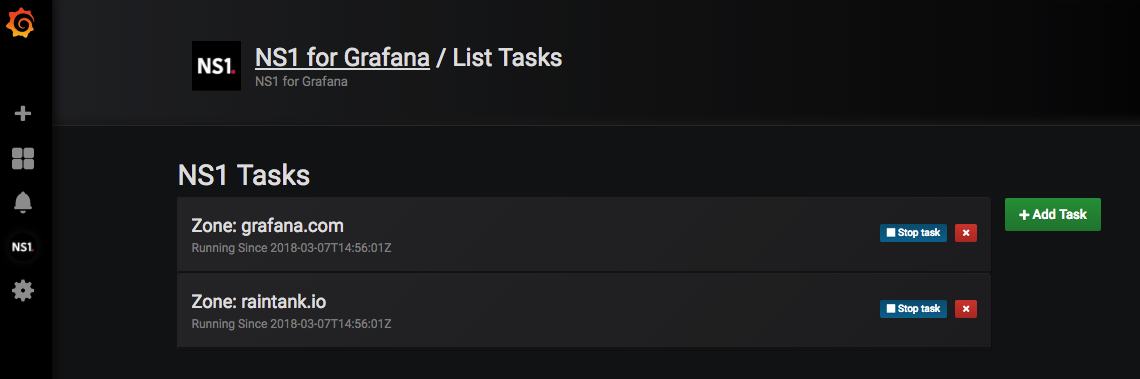 NS1.
NS1 for Grafana / List Tasks
NS1 for Grafana
NS1.
NS1 Tasks
Zone: grafana.com
Running Since 2018-03-07T14:56:01Z
Stop task
Add Task
Zone: raintank.io
Running Since 2018-03-07T14:56:01Z
Stop task